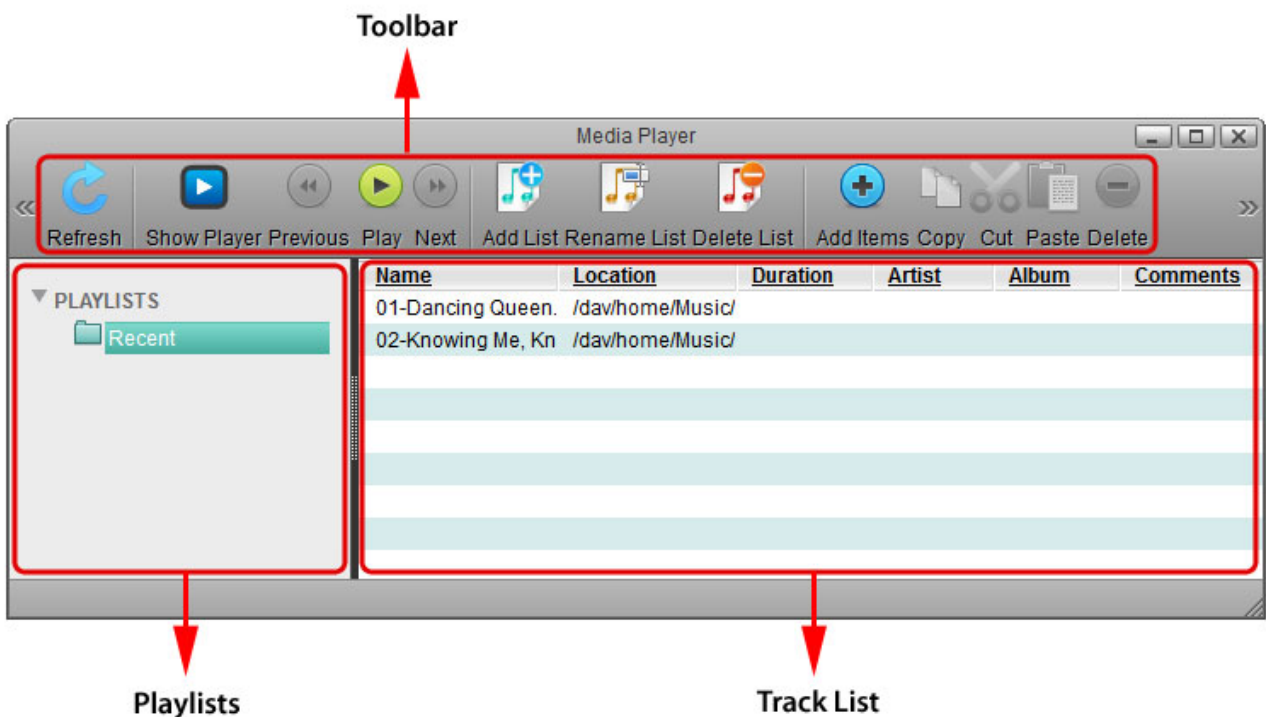 Toolbar
Media Player
Refresh Show Player Previous Play Next Add List Rename List Delete List Add Items Copy Cut Paste Delete
Name Location Duration Artist Album Comments
PLAYLISTS
01-Dancing Queen. /dav/home/Music/
Recent
02-Knowing Me, Kn /dav/home/Music/
Playlists
Track List